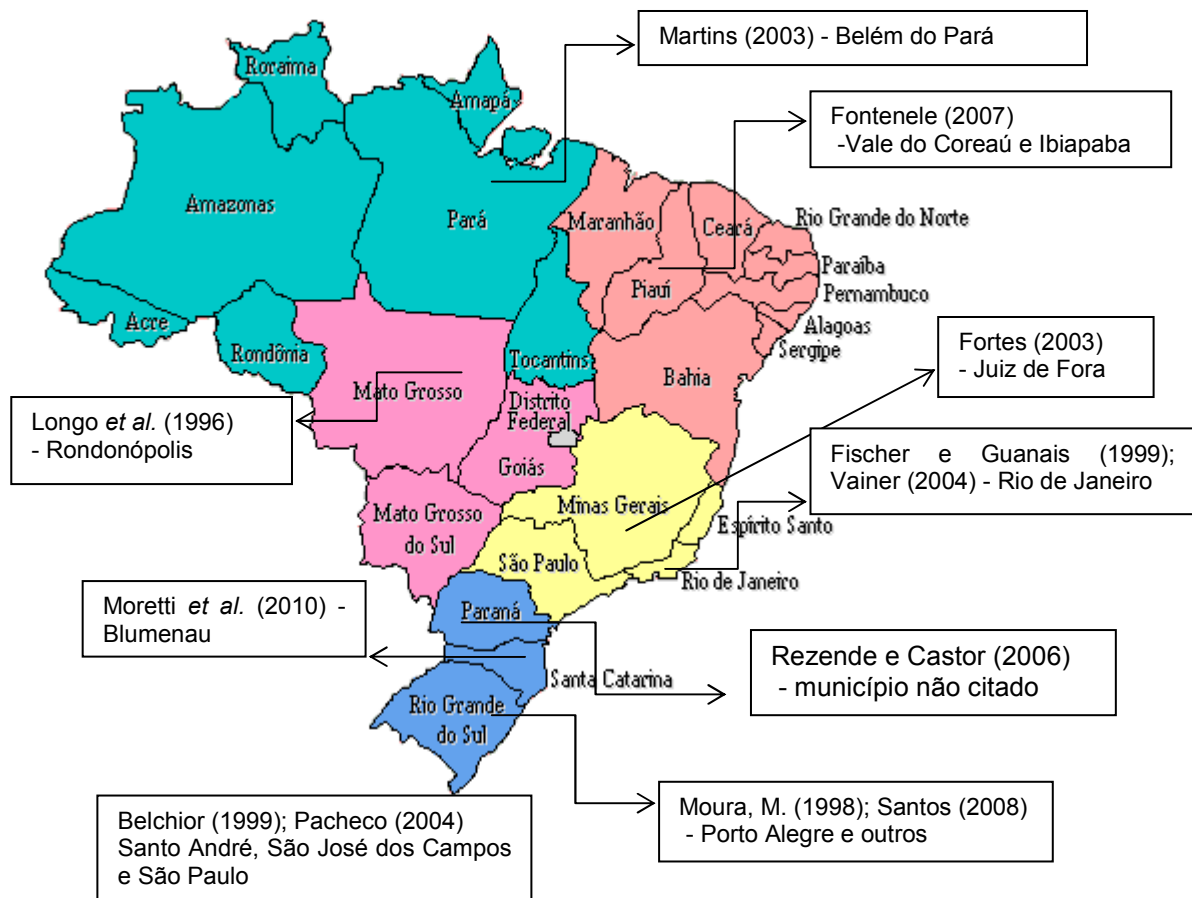 Martins (2003) - Belém do Pará
Roraima
Amapá
Fontenele (2007)
-Vale do Coreaú e Ibiapaba
Amazonas
Pará
Maranhão
Ceará
Rio Grande do Norte
Paraíba
Piauí
Pernambuco
Acre
Rondônia
Tocantins
Alagoas
Sergipe
Bahia
Fortes (2003)
- Juiz de Fora
Mato Grosso
Distrito
Federal
Longo et al. (1996)
- Rondonópolis
Goiás
Fischer e Guanais (1999);
Vainer (2004) - Rio de Janeiro
Minas Gerais
Espírito Santo
Mato Grosso
do Sul
São Paulo
Rio de Janeiro
Moretti et al. (2010) -
Blumenau
Paraná
Rezende e Castor (2006)
- município não citado
Santa Catarina
Rio Grande
do Sul
Moura, M. (1998); Santos (2008)
- Porto Alegre e outros
Belchior (1999); Pacheco (2004)
Santo André, São José dos Campos
e São Paulo